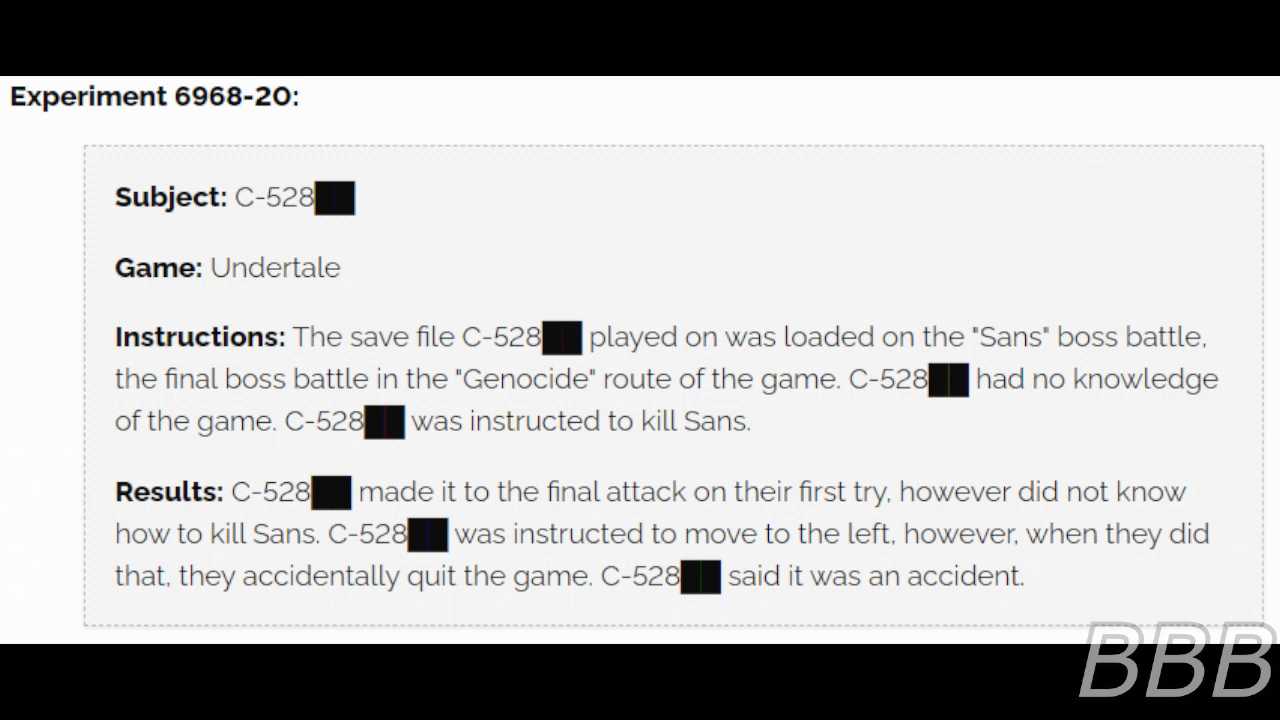 Experiment 6968-20:
Subject: C-528██
Game: Undertale
Instructions: The save file C-528██ played on was loaded on the "Sans" boss battle,
the final boss battle in the "Genocide" route of the game. C-528██ had no knowledge
of the game. C-528██ was instructed to kill Sans.
Results: C-528██ made it to the final attack on their first try, however did not know
how to kill Sans. C-528██ was instructed to move to the left, however, when they did
that, they accidentally quit the game. C-528██ said it was an accident.
BBB